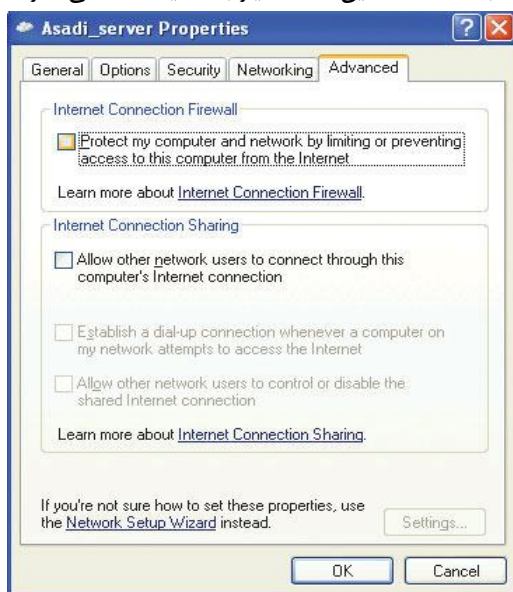 Asadi_server Properties
General Options Security Networking Advanced
Internet Connection Firewall
Protect my computer and network by limiting or preventing
access to this computer from the Internet
Learn more about Internet Connection Firewall.
Internet Connection Sharing
Allow other network users to connect through this
computer's Internet connection
Establish a dial-up connection whenever a computer on
my network attempts to access the Internet
Allow other network users to control or disable the
shared Internet connection
Learn more about Internet Connection Sharing.
If you're not sure how to set these properties, use
the Network Setup Wizard instead.
Settings...
OK Cancel